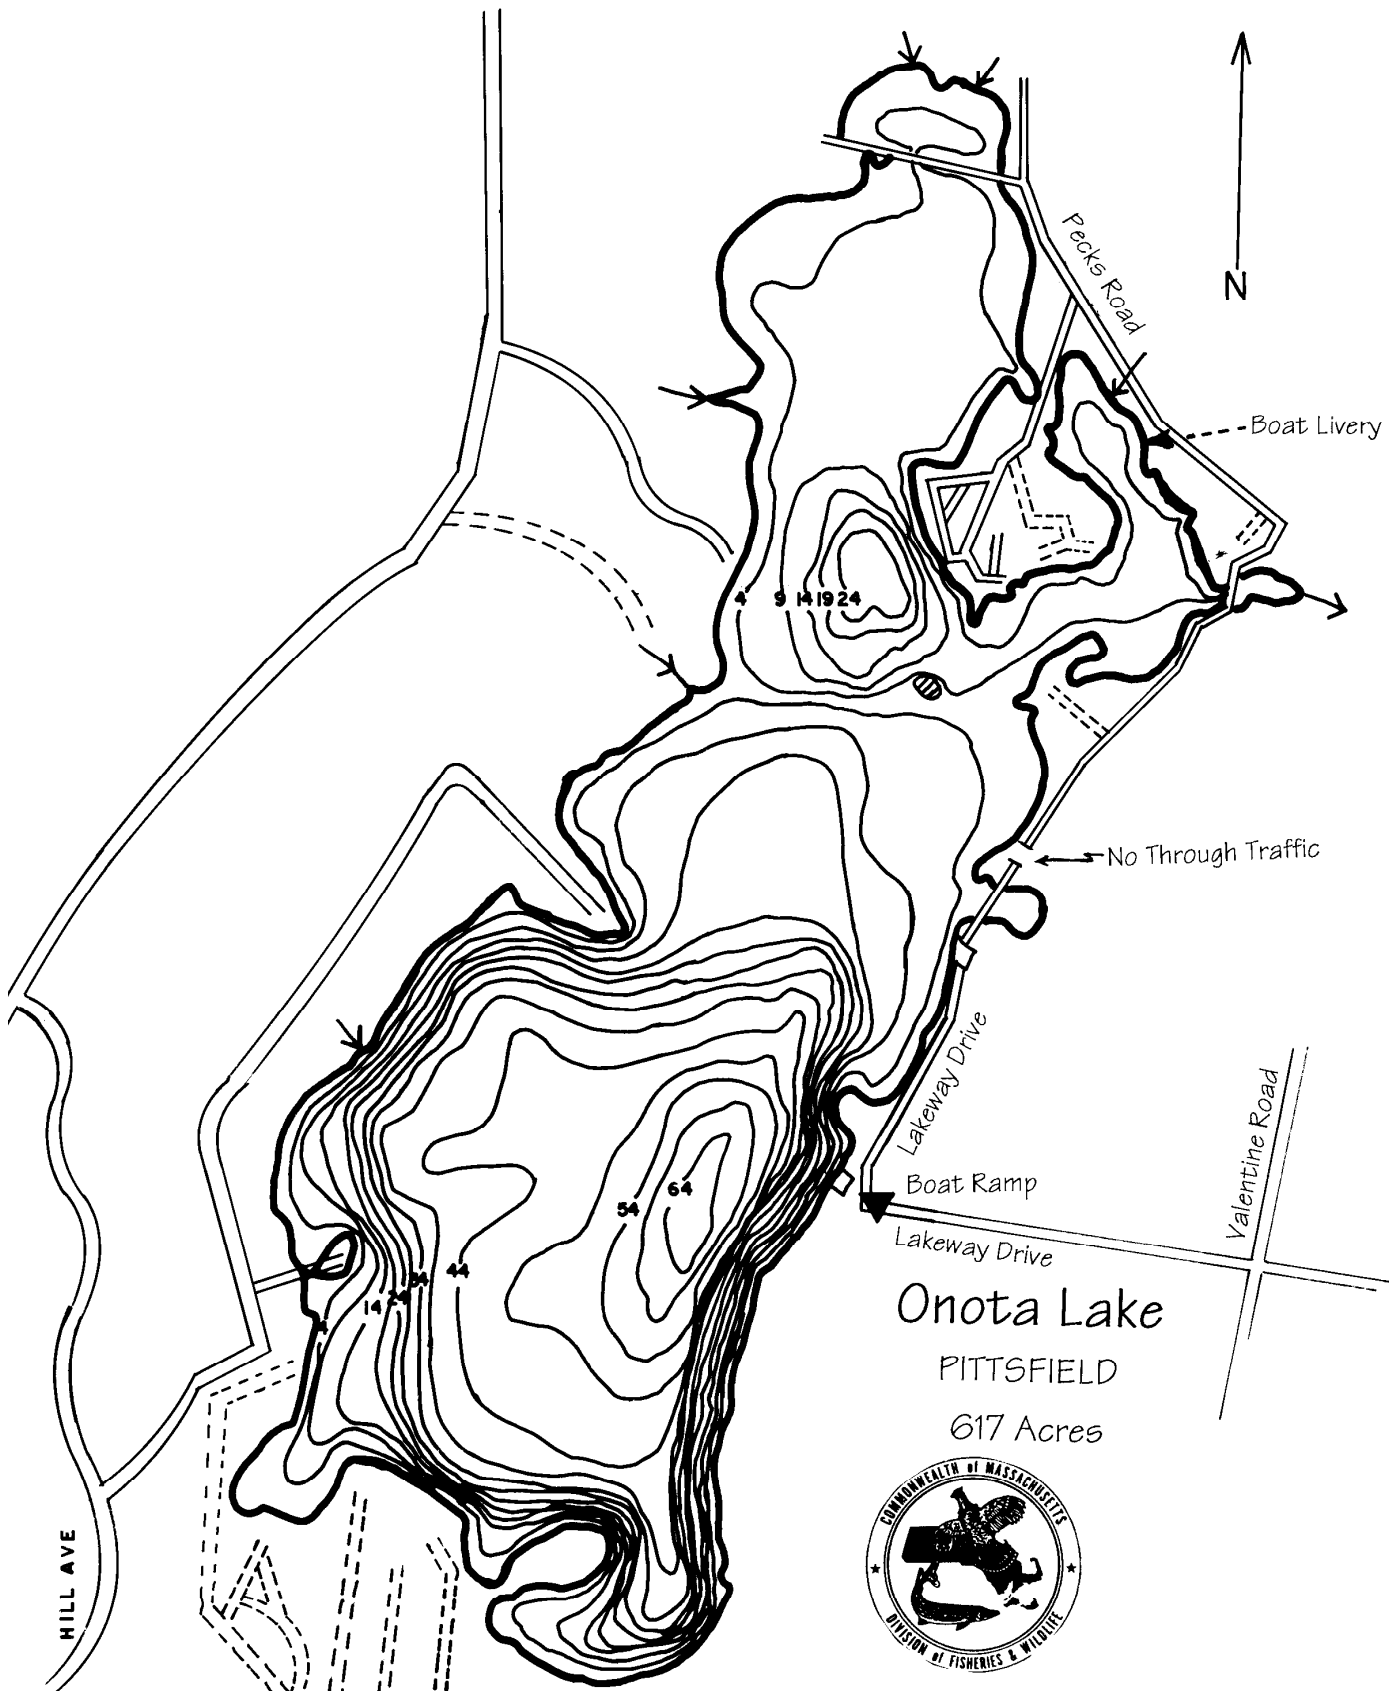 Pecks Road
N
Boat Livery
4 9 14 19 24
No Through Traffic
Lakeway Drive
Valentine Road
Boat Ramp
64
54
Lakeway Drive
44
34
24
14
4
Onota Lake
PITTSFIELD
617 Acres
COMMONWEALTH of MASSACHUSETTS
DIVISION of FISHERIES & WILDLIFE
HILL AVE